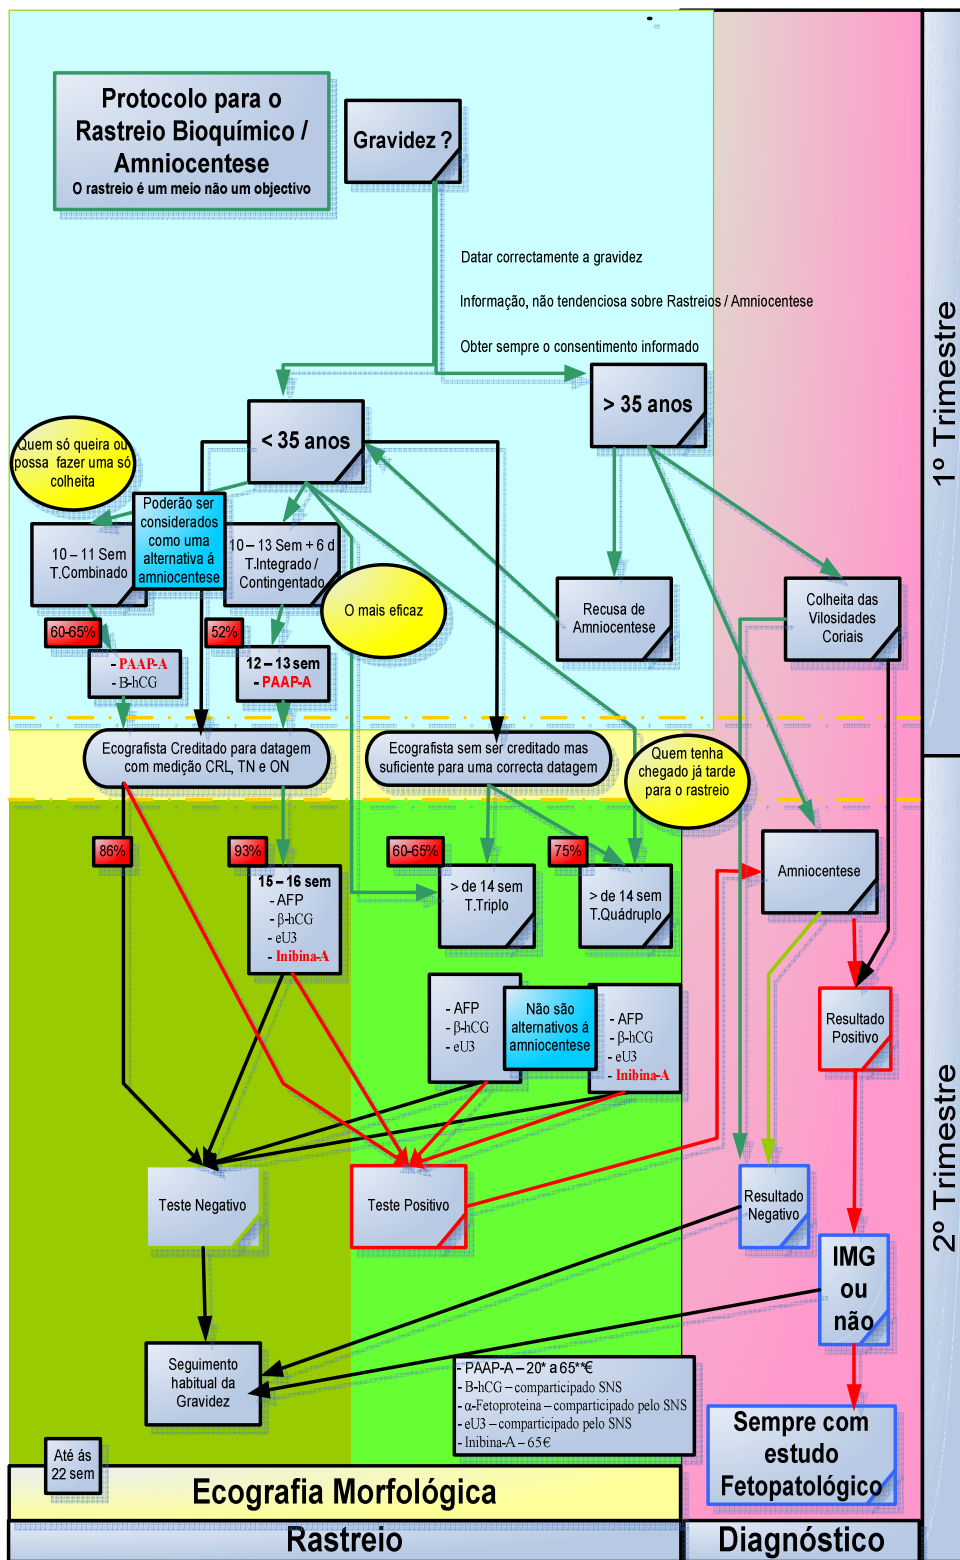 Protocolo para o
Rastreio Bioquímico /
Amniocentese
O rastreio é um meio não um objectivo
Gravidez ?
Datar correctamente a gravidez
Informação, não tendenciosa sobre Rastreios / Amniocentese
Obter sempre o consentimento informado
< 35 anos
> 35 anos
Quem só queira ou
possa fazer uma só
colheita
Poderão ser
considerados
como uma
alternativa á
amniocentese
10 – 11 Sem
T.Combinado
10 – 13 Sem + 6 d
T.Integrado /
Contingentado
O mais eficaz
Recusa de
Amniocentese
Colheita das
Vilosidades
Coriais
60-65%
- PAAP-A
- B-hCG
52%
12 – 13 sem
- PAAP-A
1º Trimestre
Ecografista Creditado para datagem
com medição CRL, TN e ON
Ecografista sem ser creditado mas
suficiente para uma correcta datagem
Quem tenha
chegado já tarde
para o rastreio
86%
93%
60-65%
75%
15 – 16 sem
- AFP
- β-hCG
- eU3
- Inibina-A
> de 14 sem
T.Triplo
> de 14 sem
T.Quádruplo
Amniocentese
- AFP
- β-hCG
- eU3
Não são
alternativos á
amniocentese
- AFP
- β-hCG
- eU3
- Inibina-A
Resultado
Positivo
Teste Negativo
Teste Positivo
Resultado
Negativo
2º Trimestre
IMG
ou
não
Seguimento
habitual da
Gravidez
- PAAP-A – 20* a 65**€
- B-hCG – comparticipado SNS
- α-Fetoproteina – comparticipado pelo SNS
- eU3 – comparticipado pelo SNS
- Inibina-A – 65€
Sempre com
estudo
Fetopatológico
Até ás
22 sem
Ecografia Morfológica
Rastreio
Diagnóstico